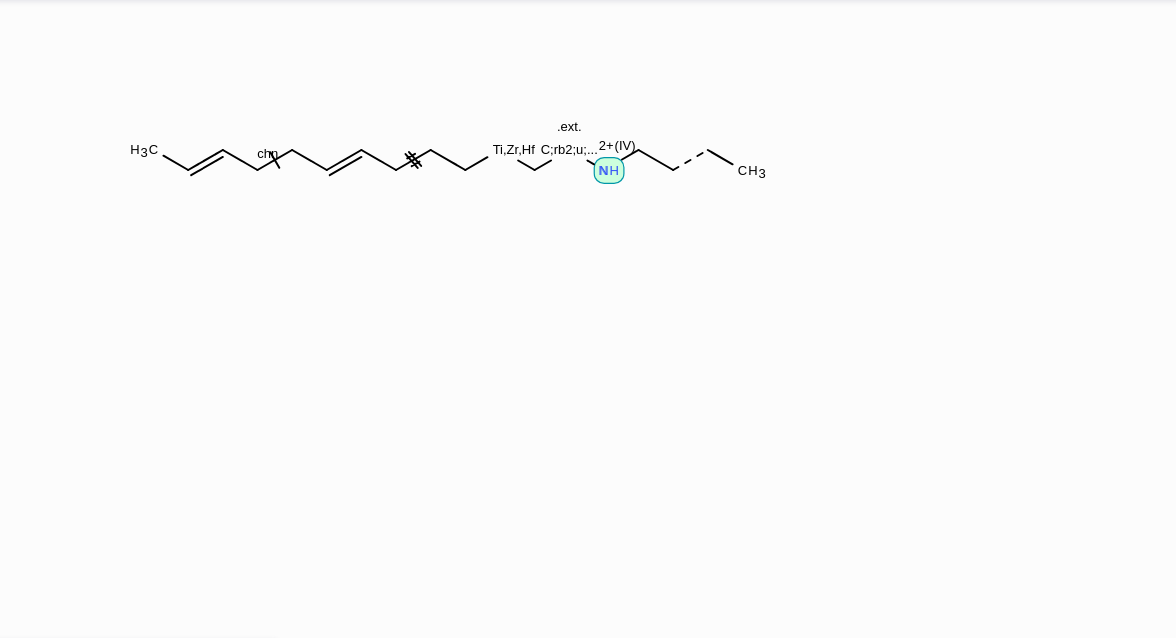 .ext.
H3C chn Ti,Zr,Hf C;rb2;u;... 2+(IV)
NH CH3